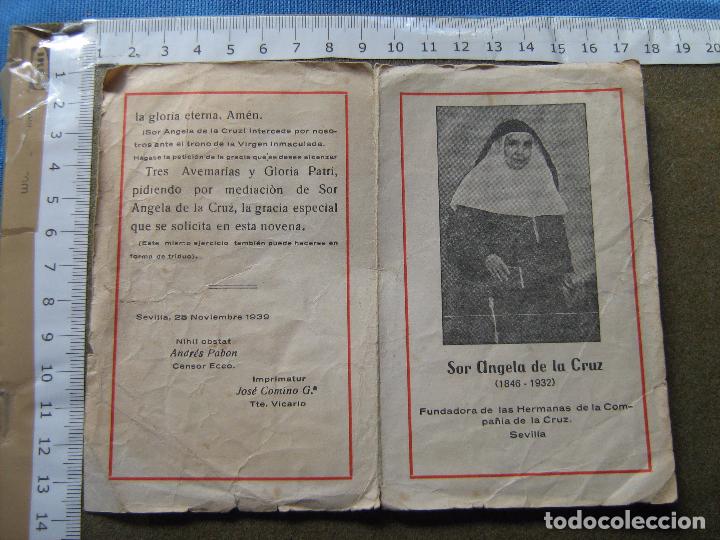 la gloria eterna. Amén.
¡Sor Angela de la Cruz! intercede por noso-
tros ante el trono de la Virgen Inmaculada.
Hágase la petición de la gracia que se desee alcanzar
Tres Avemarías y Gloria Patri,
pidiendo por mediación de Sor
Angela de la Cruz, la gracia especial
que se solicita en esta novena.
(Este mismo ejercicio también puede hacerse en
forma de triduo).
Sevilla, 28 Noviembre 1939
Nihil obstat
Andrés Pabon
Censor Ecco.
Imprimatur
José Comino G.ª
Tte. Vicario
Sor Angela de la Cruz
(1846 - 1932)
Fundadora de las Hermanas de la Com-
pañia de la Cruz.
Sevilla
0 1 2 3 4 5 6 7 8 9 10 11 12 13 14 15 16 17 18 19 20
1
2
3
4
5
6
7
8
9
10
11
12
13
14
mm
todocoleccion.net